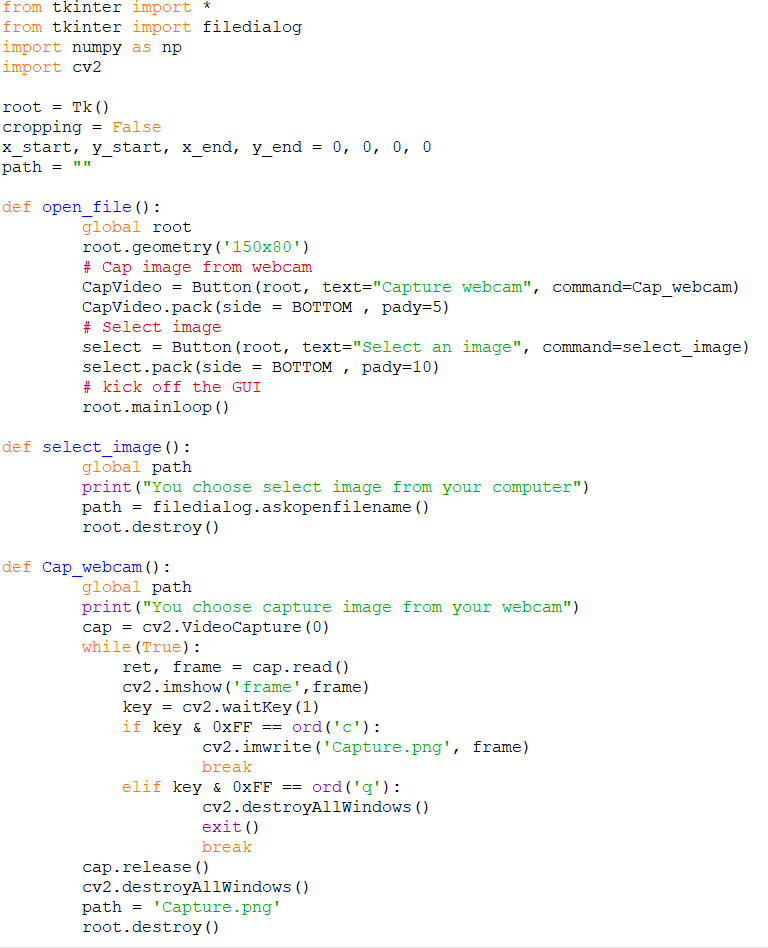 from tkinter import *
from tkinter import filedialog
import numpy as np
import cv2

root = Tk()
cropping = False
x_start, y_start, x_end, y_end = 0, 0, 0, 0
path = ""

def open_file():
        global root
        root.geometry('150x80')
        # Cap image from webcam
        CapVideo = Button(root, text="Capture webcam", command=Cap_webcam)
        CapVideo.pack(side = BOTTOM , pady=5)
        # Select image
        select = Button(root, text="Select an image", command=select_image)
        select.pack(side = BOTTOM , pady=10)
        # kick off the GUI
        root.mainloop()

def select_image():
        global path
        print("You choose select image from your computer")
        path = filedialog.askopenfilename()
        root.destroy()

def Cap_webcam():
        global path
        print("You choose capture image from your webcam")
        cap = cv2.VideoCapture(0)
        while(True):
            ret, frame = cap.read()
            cv2.imshow('frame',frame)
            key = cv2.waitKey(1)
            if key & 0xFF == ord('c'):
                    cv2.imwrite('Capture.png', frame)
                    break
            elif key & 0xFF == ord('q'):
                    cv2.destroyAllWindows()
                    exit()
                    break
        cap.release()
        cv2.destroyAllWindows()
        path = 'Capture.png'
        root.destroy()